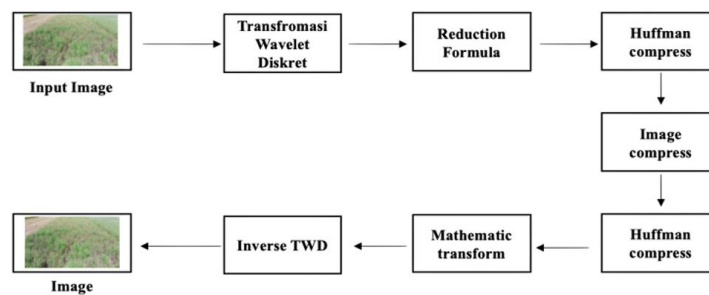 Transfromasi
Wavelet
Diskret
Reduction
Formula
Huffman
compress
Input Image
Image
compress
Huffman
compress
Mathematic
transform
Inverse TWD
Image